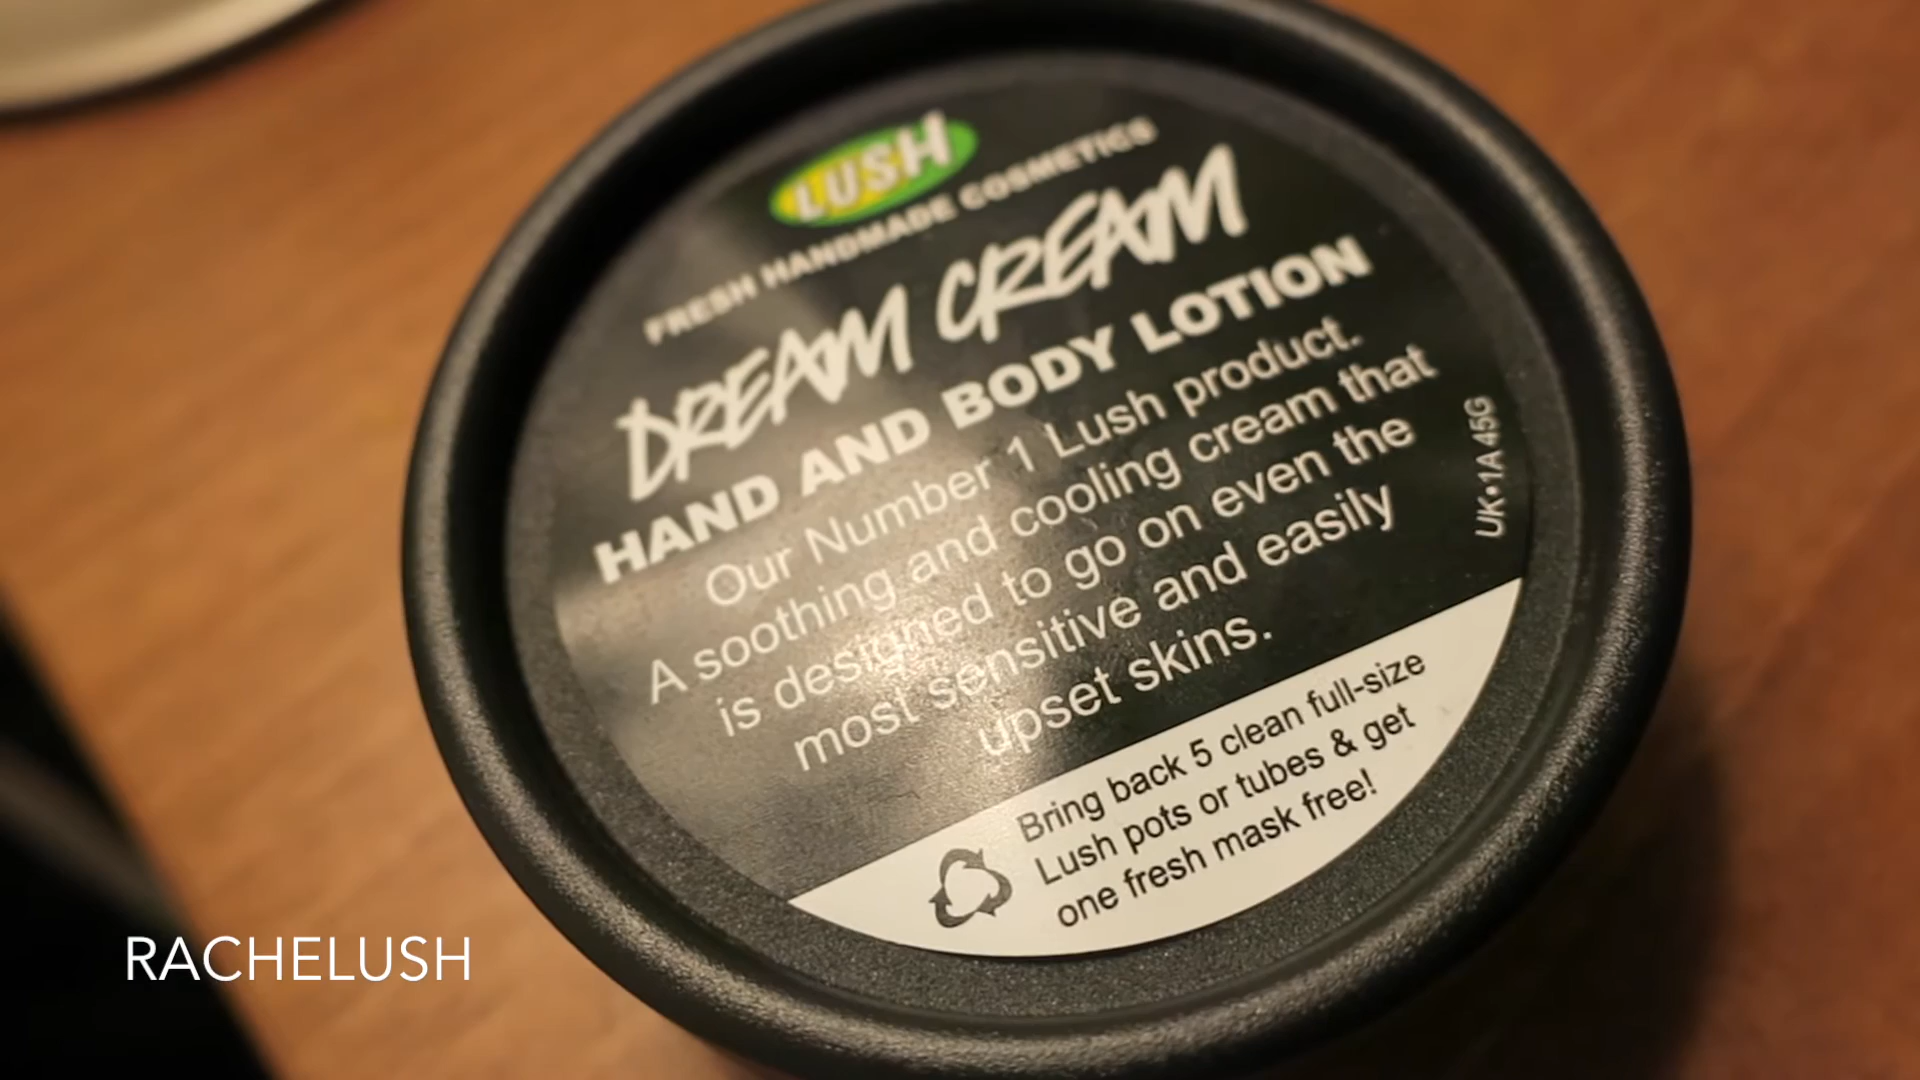 LUSH
FRESH HANDMADE COSMETICS
DREAM CREAM
HAND AND BODY LOTION
Our Number 1 Lush product.
A soothing and cooling cream that
is designed to go on even the
most sensitive and easily
upset skins.
UK•1A 45G
Bring back 5 clean full-size
Lush pots or tubes & get
one fresh mask free!
RACHELUSH